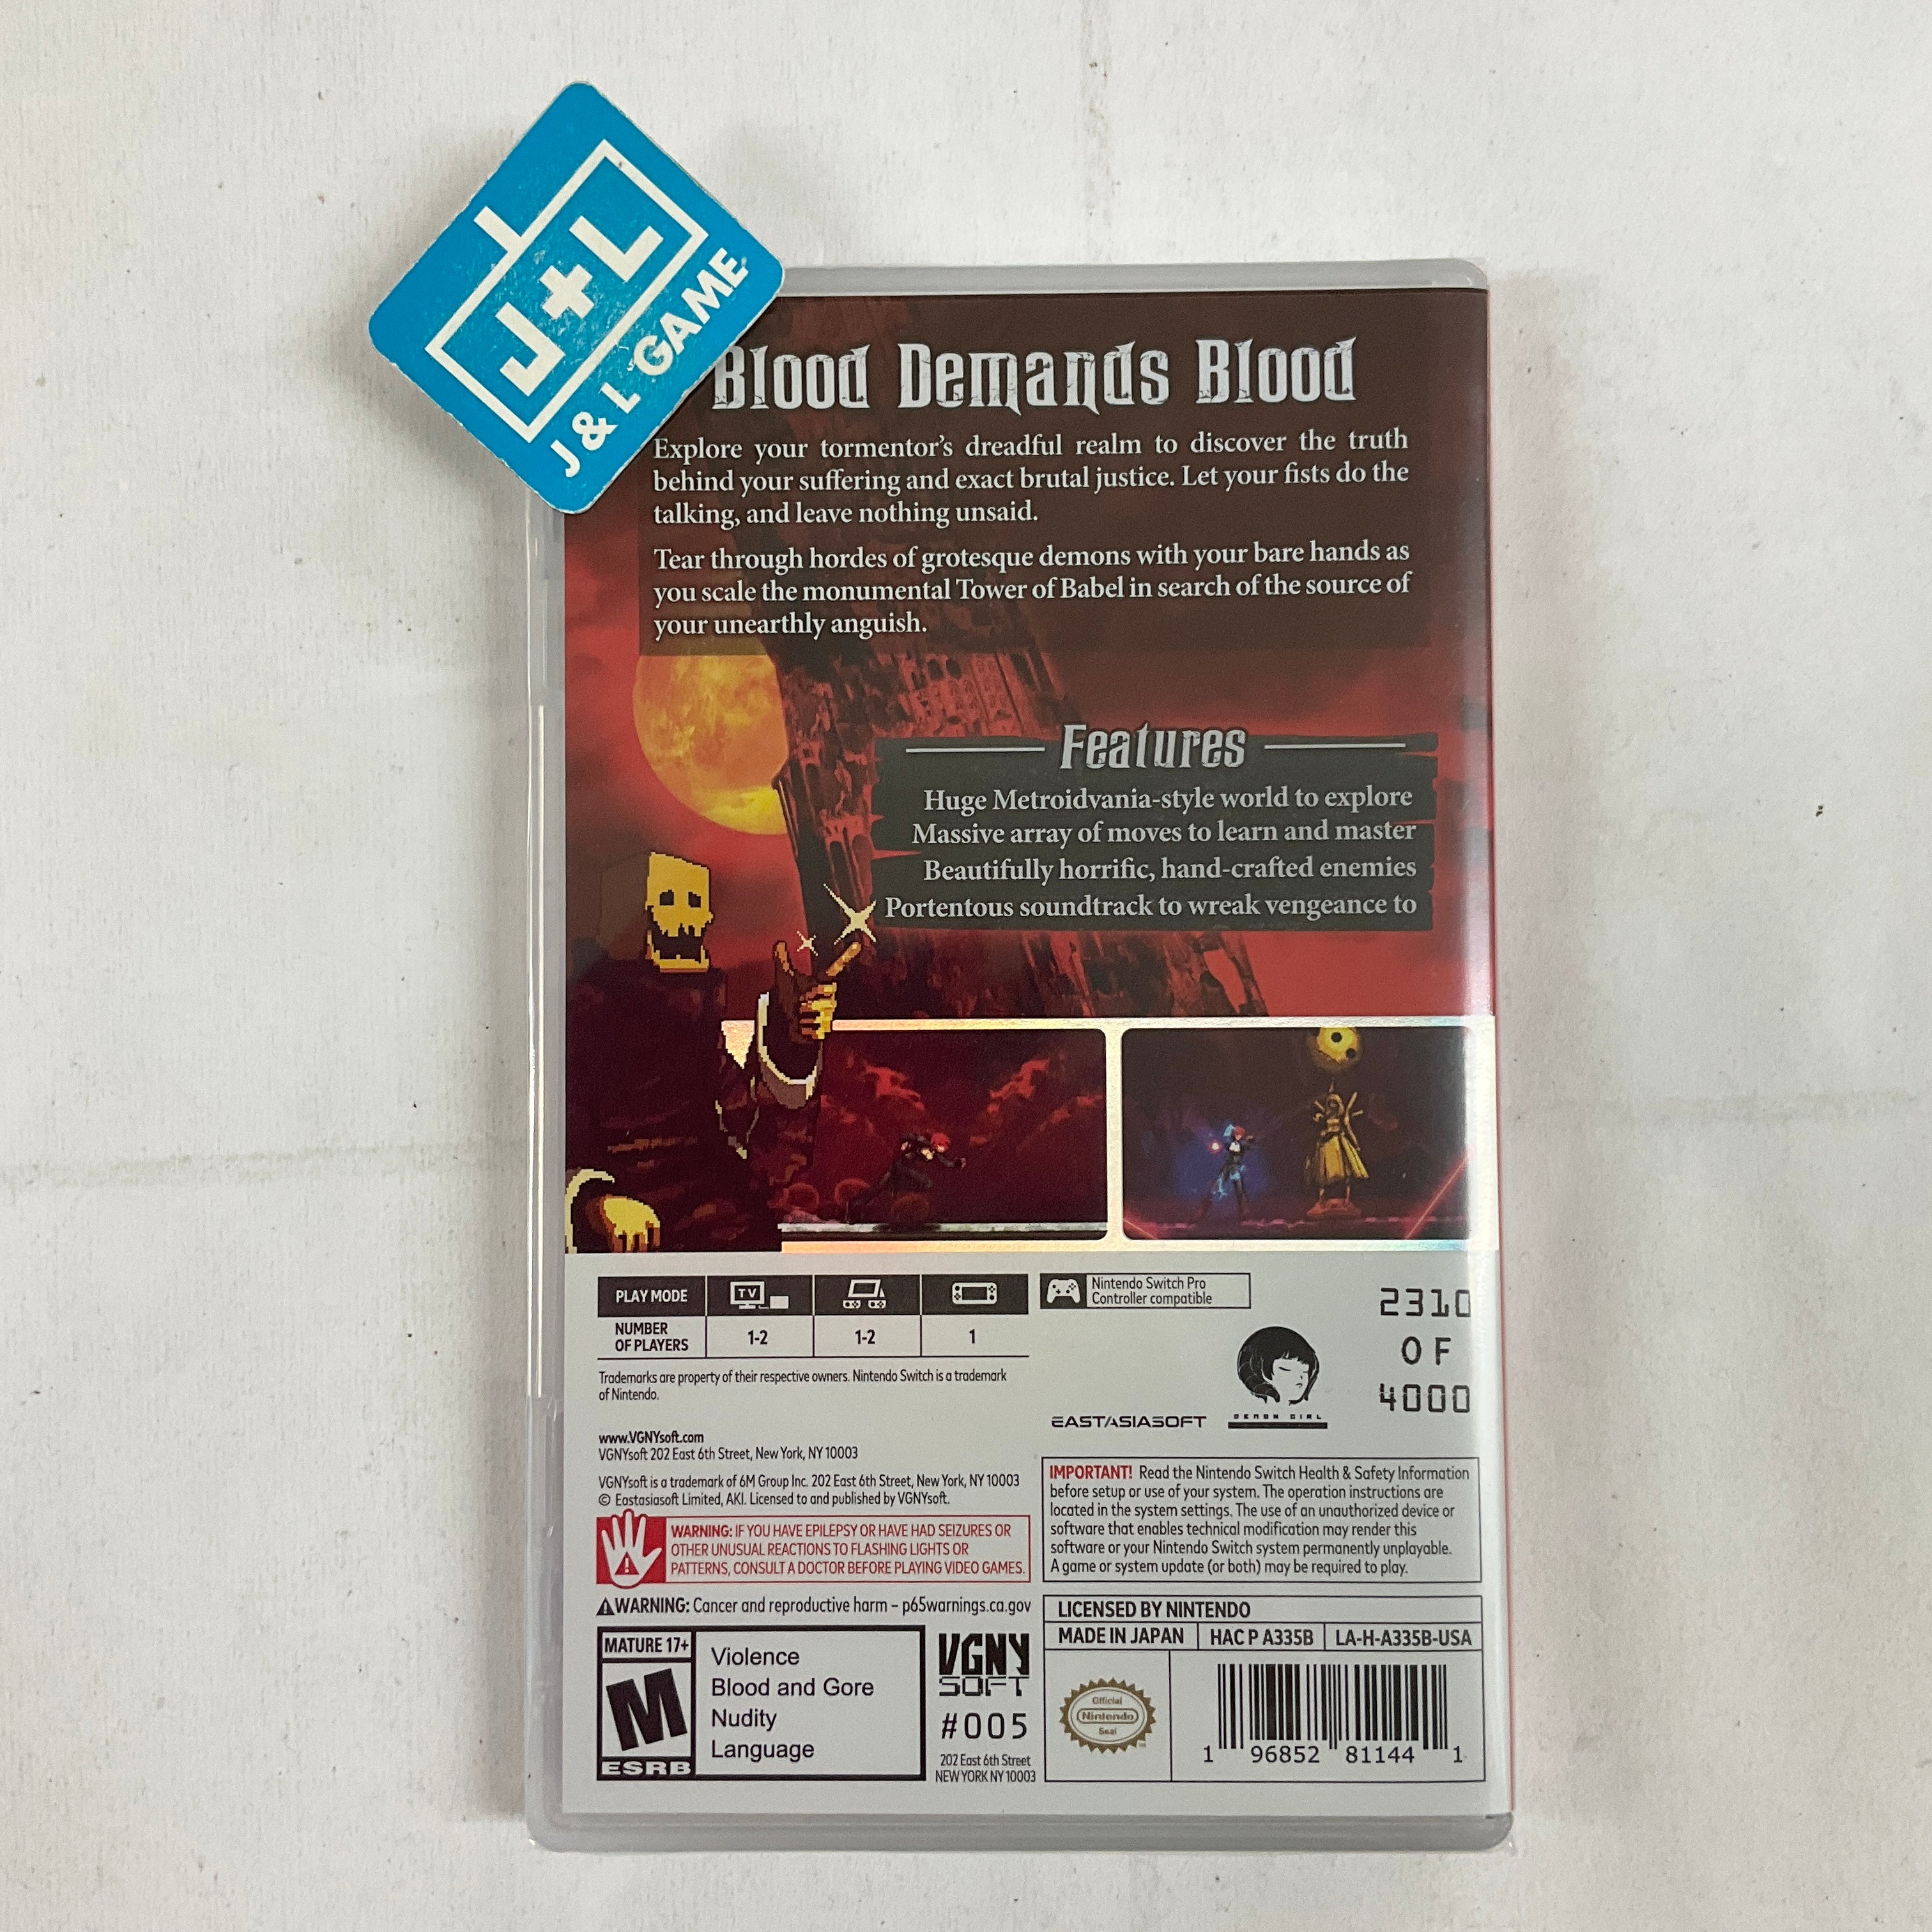 J+L
J & L GAME
Blood Demands Blood
Explore your tormentor's dreadful realm to discover the truth
behind your suffering and exact brutal justice. Let your fists do the
talking, and leave nothing unsaid.
Tear through hordes of grotesque demons with your bare hands as
you scale the monumental Tower of Babel in search of the source of
your unearthly anguish.
Features
Huge Metroidvania-style world to explore
Massive array of moves to learn and master
Beautifully horrific, hand-crafted enemies
Portentous soundtrack to wreak vengeance to
PLAY MODE
TV
NUMBER
OF PLAYERS
1-2
1-2
1
Nintendo Switch Pro
Controller compatible
2310
OF
4000
Trademarks are property of their respective owners. Nintendo Switch is a trademark
of Nintendo.
EASTASIASOFT
DEMON GIRL
www.VGNYsoft.com
VGNYsoft 202 East 6th Street, New York, NY 10003
VGNYsoft is a trademark of 6M Group Inc. 202 East 6th Street, New York, NY 10003
© Eastasiasoft Limited, AKI. Licensed to and published by VGNYsoft.
WARNING: IF YOU HAVE EPILEPSY OR HAVE HAD SEIZURES OR
OTHER UNUSUAL REACTIONS TO FLASHING LIGHTS OR
PATTERNS, CONSULT A DOCTOR BEFORE PLAYING VIDEO GAMES.
IMPORTANT! Read the Nintendo Switch Health & Safety Information
before setup or use of your system. The operation instructions are
located in the system settings. The use of an unauthorized device or
software that enables technical modification may render this
software or your Nintendo Switch system permanently unplayable.
A game or system update (or both) may be required to play.
WARNING: Cancer and reproductive harm – p65warnings.ca.gov
MATURE 17+
M
ESRB
Violence
Blood and Gore
Nudity
Language
VGNY
SOFT
#005
202 East 6th Street
NEW YORK NY 10003
LICENSED BY NINTENDO
MADE IN JAPAN
HAC P A335B
LA-H-A335B-USA
Official
Nintendo
Seal
1 96852 81144 1